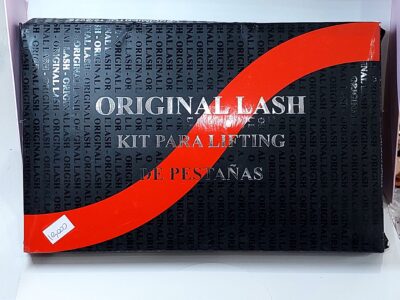 ORIGINAL LASH
KIT PARA LIFTING
DE PESTAÑAS